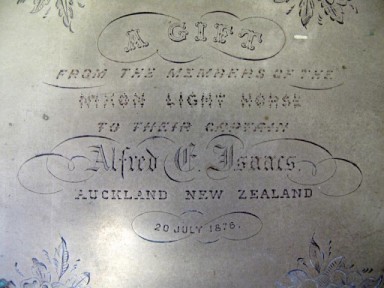 A GIFT
FROM THE MEMBERS OF THE
NIXON LIGHT HORSE
TO THEIR CAPTAIN
Alfred E. Isaacs.
AUCKLAND NEW ZEALAND
20 JULY 1876.